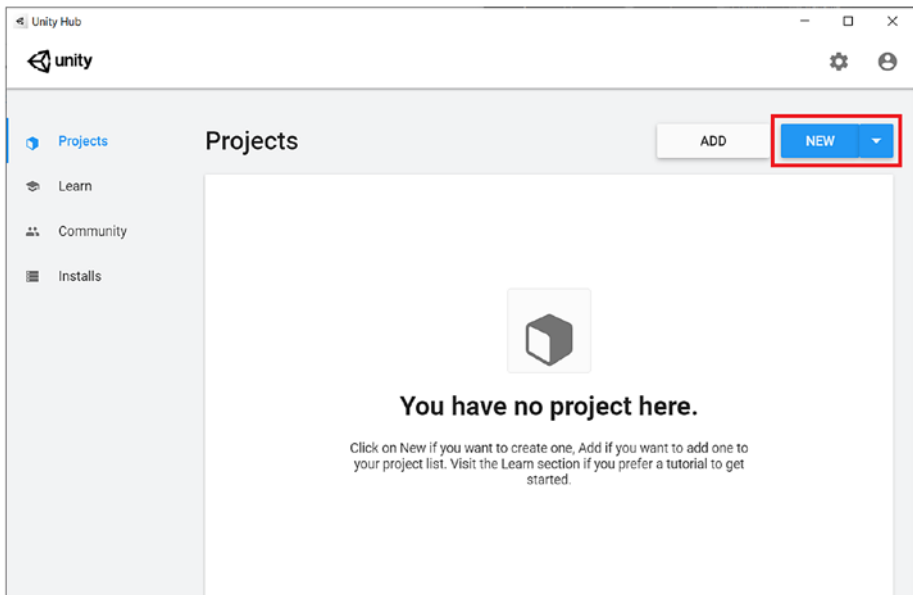 Unity Hub
unity
Projects
Learn
Community
Installs
Projects
ADD
NEW
You have no project here.
Click on New if you want to create one, Add if you want to add one to
your project list. Visit the Learn section if you prefer a tutorial to get
started.